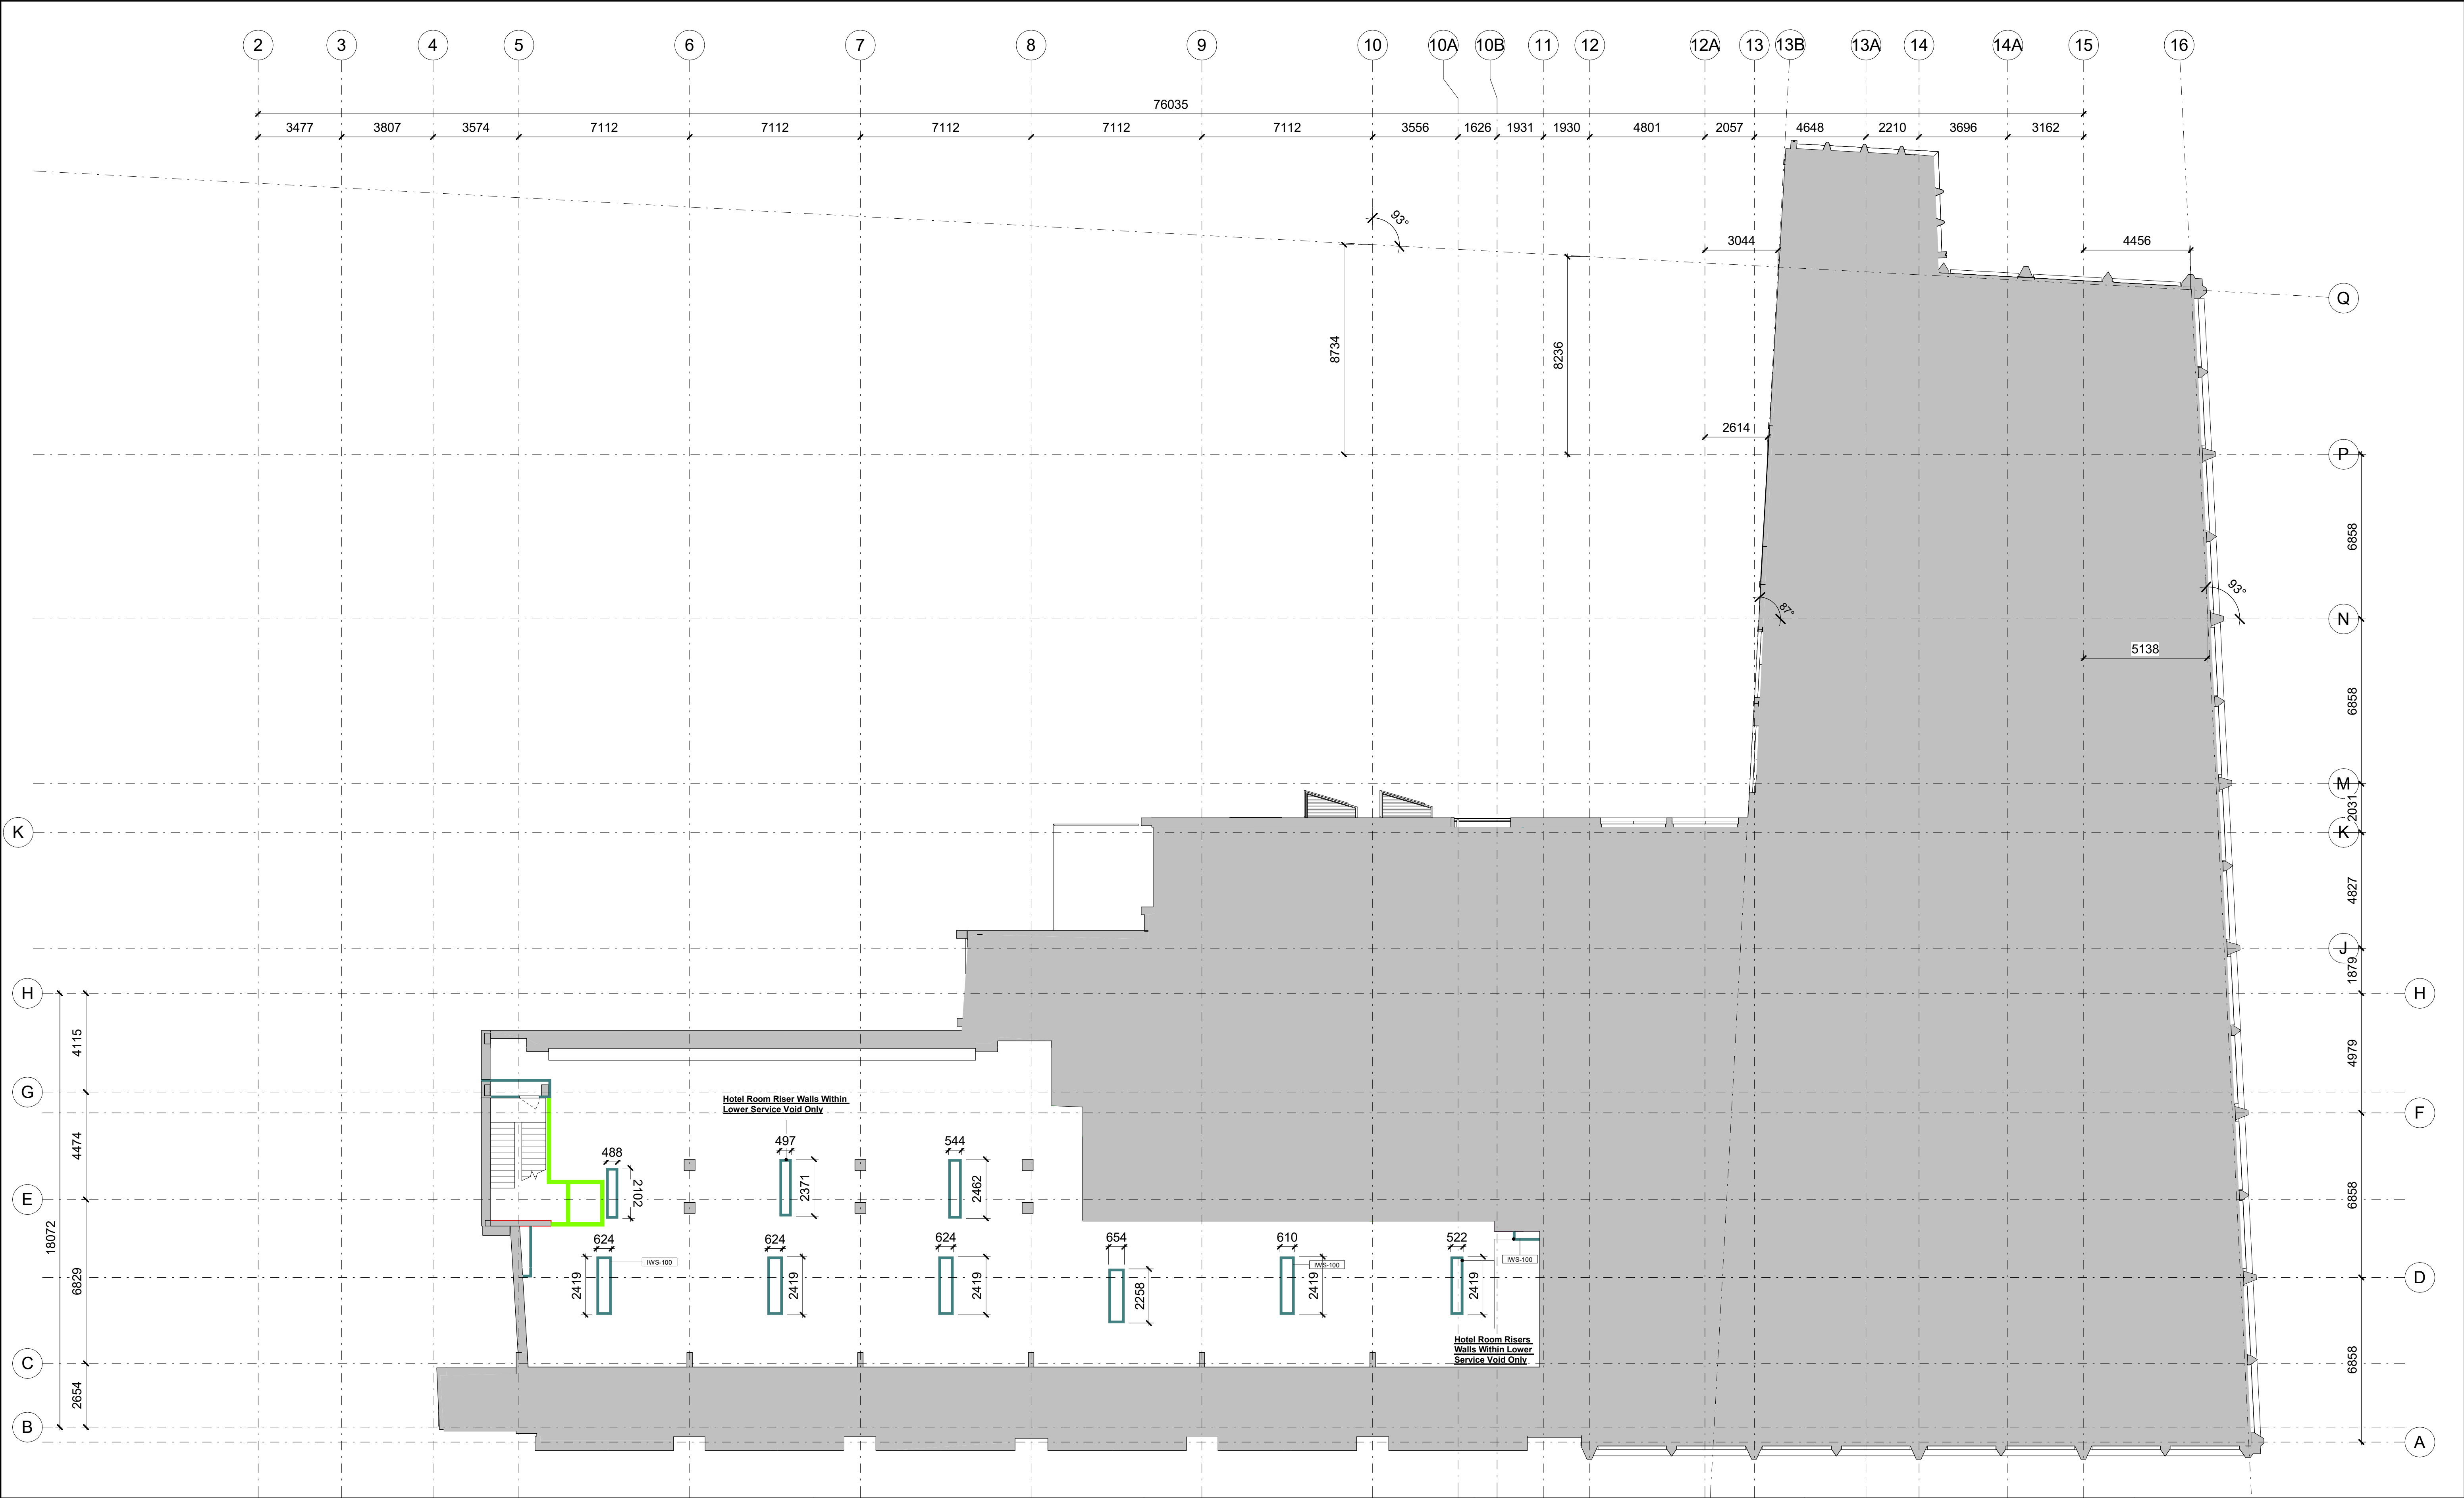 2 3 4 5 6 7 8 9 10 10A 10B 11 12 12A 13 13B 13A 14 14A 15 16
76035
3477 3807 3574 7112 7112 7112 7112 7112 3556 1626 1931 1930 4801 2057 4648 2210 3696 3162
93°
3044
4456
Q
8734
8236
2614
P
6858
93°
87°
N
5138
6858
M
2031
K
K
4827
J
1879
H
H
4115
4979
G
Hotel Room Riser Walls Within
Lower Service Void Only
F
4474
488
497
544
2102
2371
2462
E
6858
18072
624
624
624
654
610
522
IWS-100
IWS-100
IWS-100
2419
2419
2419
2258
2419
2419
6829
D
Hotel Room Risers
Walls Within Lower
Service Void Only
C
6858
2654
B
A